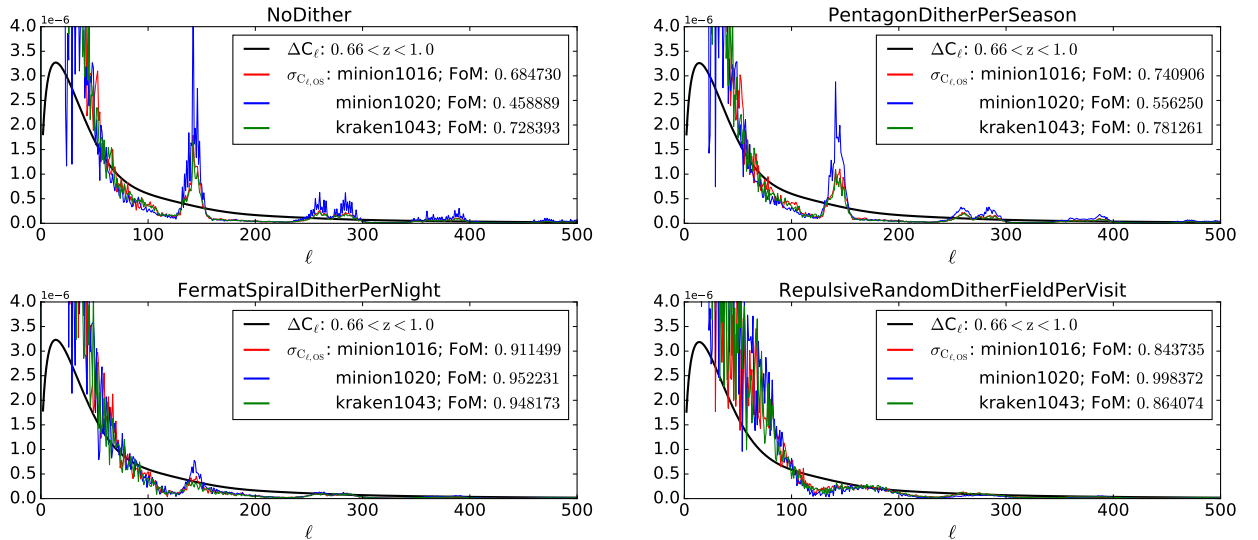 NoDither
1e−6
4.0
3.5
3.0
2.5
2.0
1.5
1.0
0.5
0.0
ΔCℓ: 0.66 < z < 1.0
σCℓ,OS: minion1016; FoM: 0.684730
minion1020; FoM: 0.458889
kraken1043; FoM: 0.728393
0 100 200 300 400 500
ℓ
PentagonDitherPerSeason
1e−6
4.0
3.5
3.0
2.5
2.0
1.5
1.0
0.5
0.0
ΔCℓ: 0.66 < z < 1.0
σCℓ,OS: minion1016; FoM: 0.740906
minion1020; FoM: 0.556250
kraken1043; FoM: 0.781261
0 100 200 300 400 500
ℓ
FermatSpiralDitherPerNight
1e−6
4.0
3.5
3.0
2.5
2.0
1.5
1.0
0.5
0.0
ΔCℓ: 0.66 < z < 1.0
σCℓ,OS: minion1016; FoM: 0.911499
minion1020; FoM: 0.952231
kraken1043; FoM: 0.948173
0 100 200 300 400 500
ℓ
RepulsiveRandomDitherFieldPerVisit
1e−6
4.0
3.5
3.0
2.5
2.0
1.5
1.0
0.5
0.0
ΔCℓ: 0.66 < z < 1.0
σCℓ,OS: minion1016; FoM: 0.843735
minion1020; FoM: 0.998372
kraken1043; FoM: 0.864074
0 100 200 300 400 500
ℓ